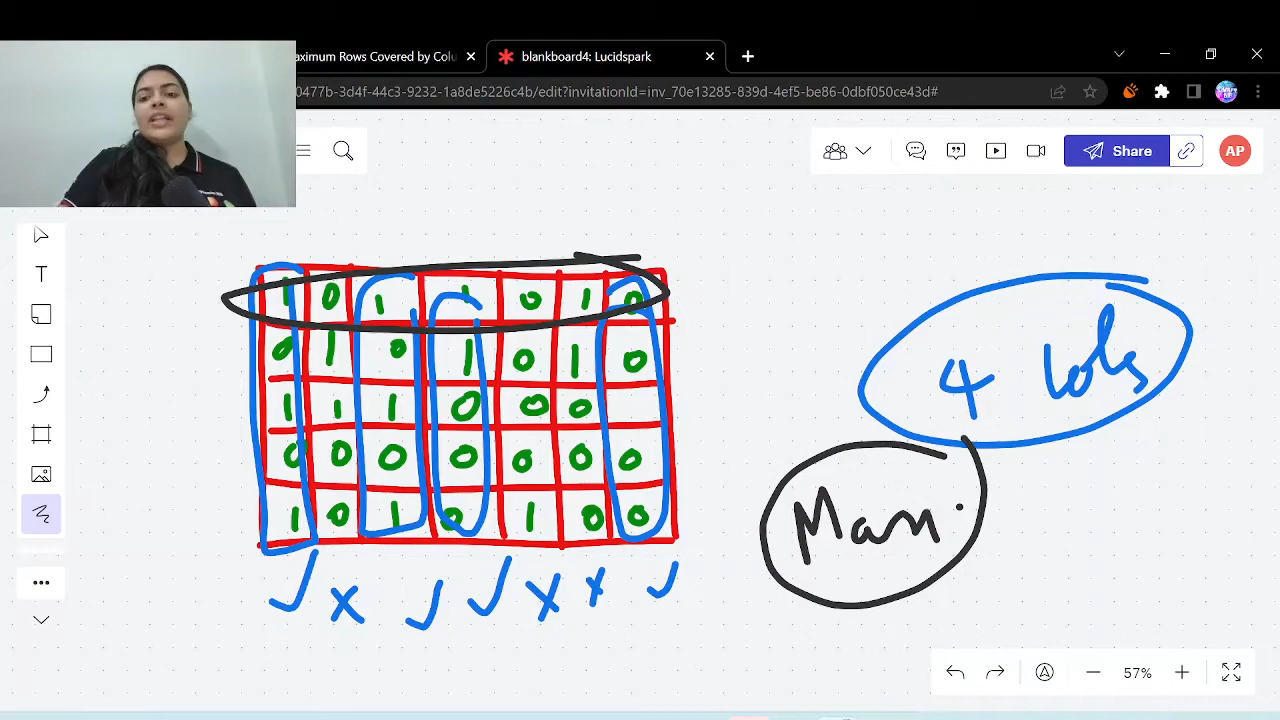 aximum Rows Covered by Colu
blankboard4: Lucidspark
0477b-3d4f-44c3-9232-1a8de5226c4b/edit?invitationId=inv_70e13285-839d-4ef5-be86-0dbf050ce43d#
Share
AP
T
1 0 1 1 0 1 0
0 1 0 1 0 1 0
1 1 1 0 0 0
0 0 0 0 0 0 0
1 0 1 0 1 0 0
4 cols
Man.
57%